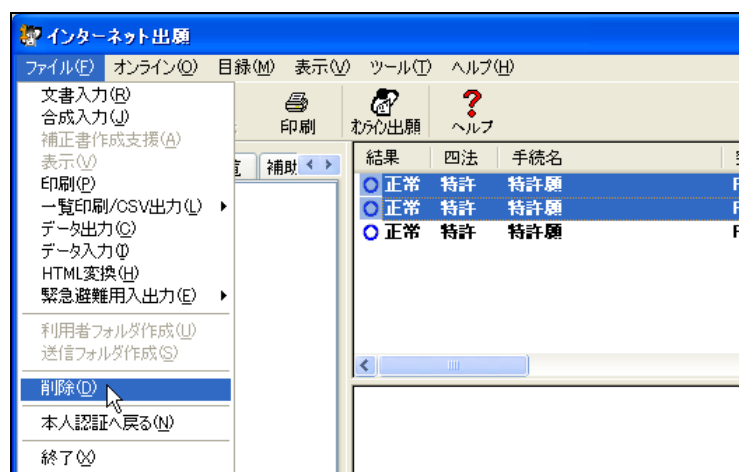 インターネット出願
ファイル(F) オンライン(O) 目録(M) 表示(V) ツール(T) ヘルプ(H)
印刷 オンライン出願 ヘルプ
補助
文書入力(R)
合成入力(J)
補正書作成支援(A)
表示(V)
印刷(P)
一覧印刷/CSV出力(L)
データ出力(C)
データ入力(I)
HTML変換(H)
緊急避難用入出力(E)
利用者フォルダ作成(U)
送信フォルダ作成(S)
削除(D)
本人認証へ戻る(N)
終了(X)
結果 四法 手続名
正常 特許 特許願
正常 特許 特許願
正常 特許 特許願